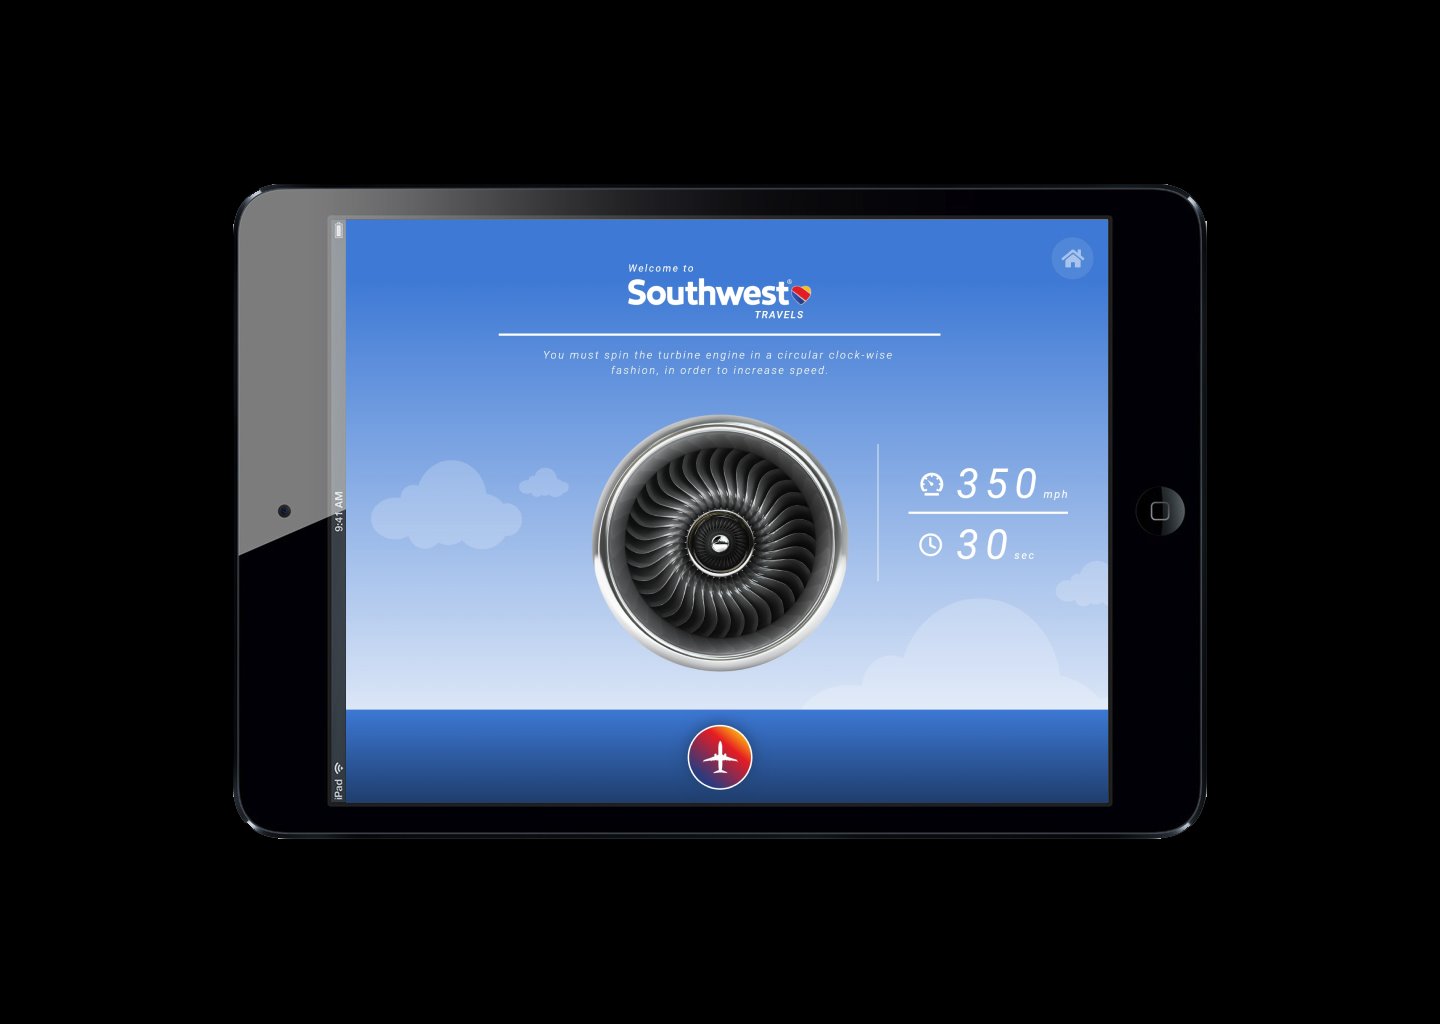 Welcome to
Southwest®
TRAVELS
You must spin the turbine engine in a circular clock-wise
fashion, in order to increase speed.
350 mph
30 sec
9:41 AM
iPad